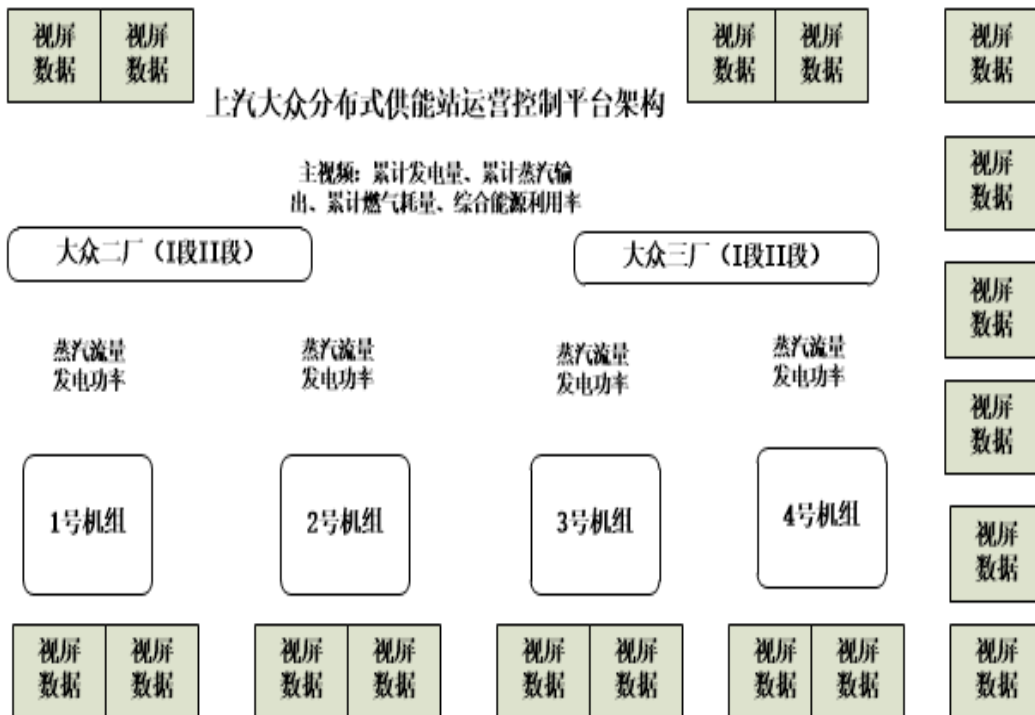 视屏 视屏 视屏 视屏 视屏
数据 数据 数据 数据 数据
上汽大众分布式供能站运营控制平台架构
视屏
数据
主视频：累计发电量、累计蒸汽输
出、累计燃气耗量、综合能源利用率
大众二厂（I段II段） 大众三厂（I段II段）
视屏
数据
蒸汽流量 蒸汽流量 蒸汽流量 蒸汽流量
发电功率 发电功率 发电功率 发电功率
视屏
数据
1号机组 2号机组 3号机组 4号机组
视屏
数据
视屏 视屏 视屏 视屏 视屏 视屏 视屏 视屏 视屏
数据 数据 数据 数据 数据 数据 数据 数据 数据